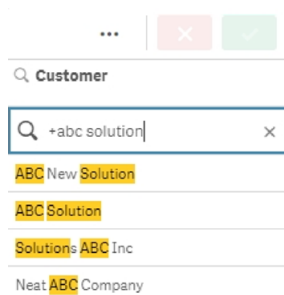 Customer
+abc solution
ABC New Solution
ABC Solution
Solutions ABC Inc
Neat ABC Company